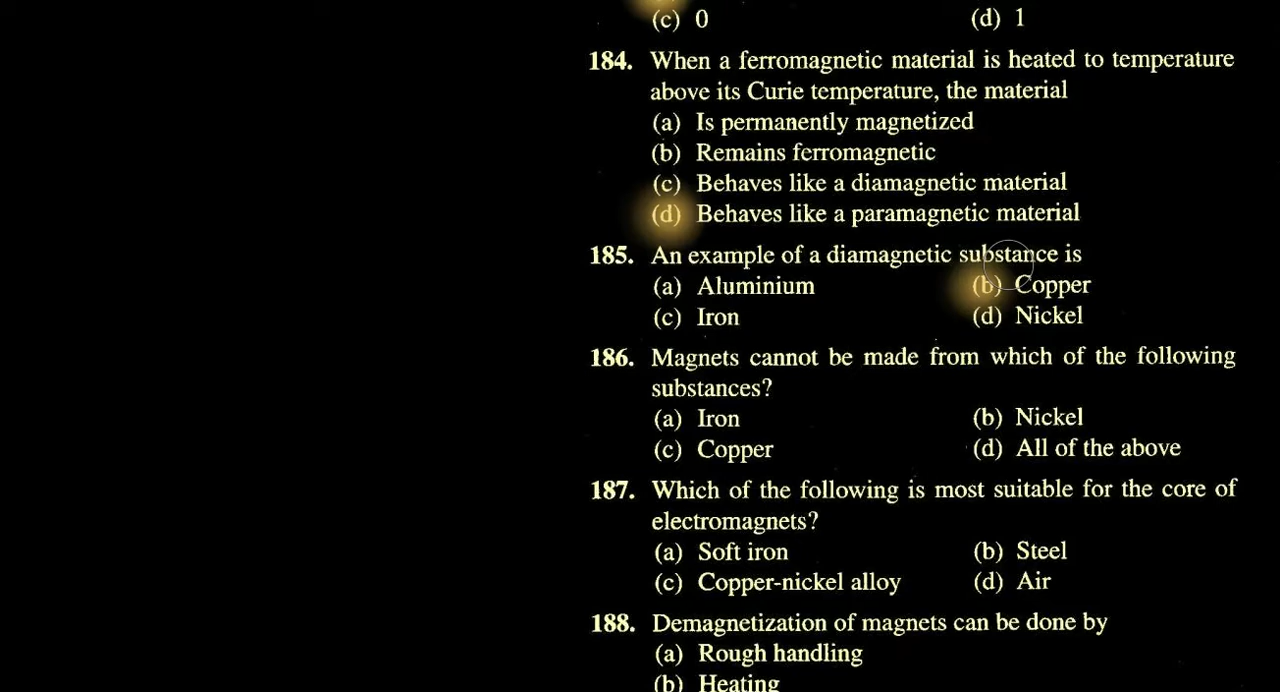 (c) 0 (d) 1
184. When a ferromagnetic material is heated to temperature
above its Curie temperature, the material
(a) Is permanently magnetized
(b) Remains ferromagnetic
(c) Behaves like a diamagnetic material
(d) Behaves like a paramagnetic material
185. An example of a diamagnetic substance is
(a) Aluminium (b) Copper
(c) Iron (d) Nickel
186. Magnets cannot be made from which of the following
substances?
(a) Iron (b) Nickel
(c) Copper (d) All of the above
187. Which of the following is most suitable for the core of
electromagnets?
(a) Soft iron (b) Steel
(c) Copper-nickel alloy (d) Air
188. Demagnetization of magnets can be done by
(a) Rough handling
(b) Heating